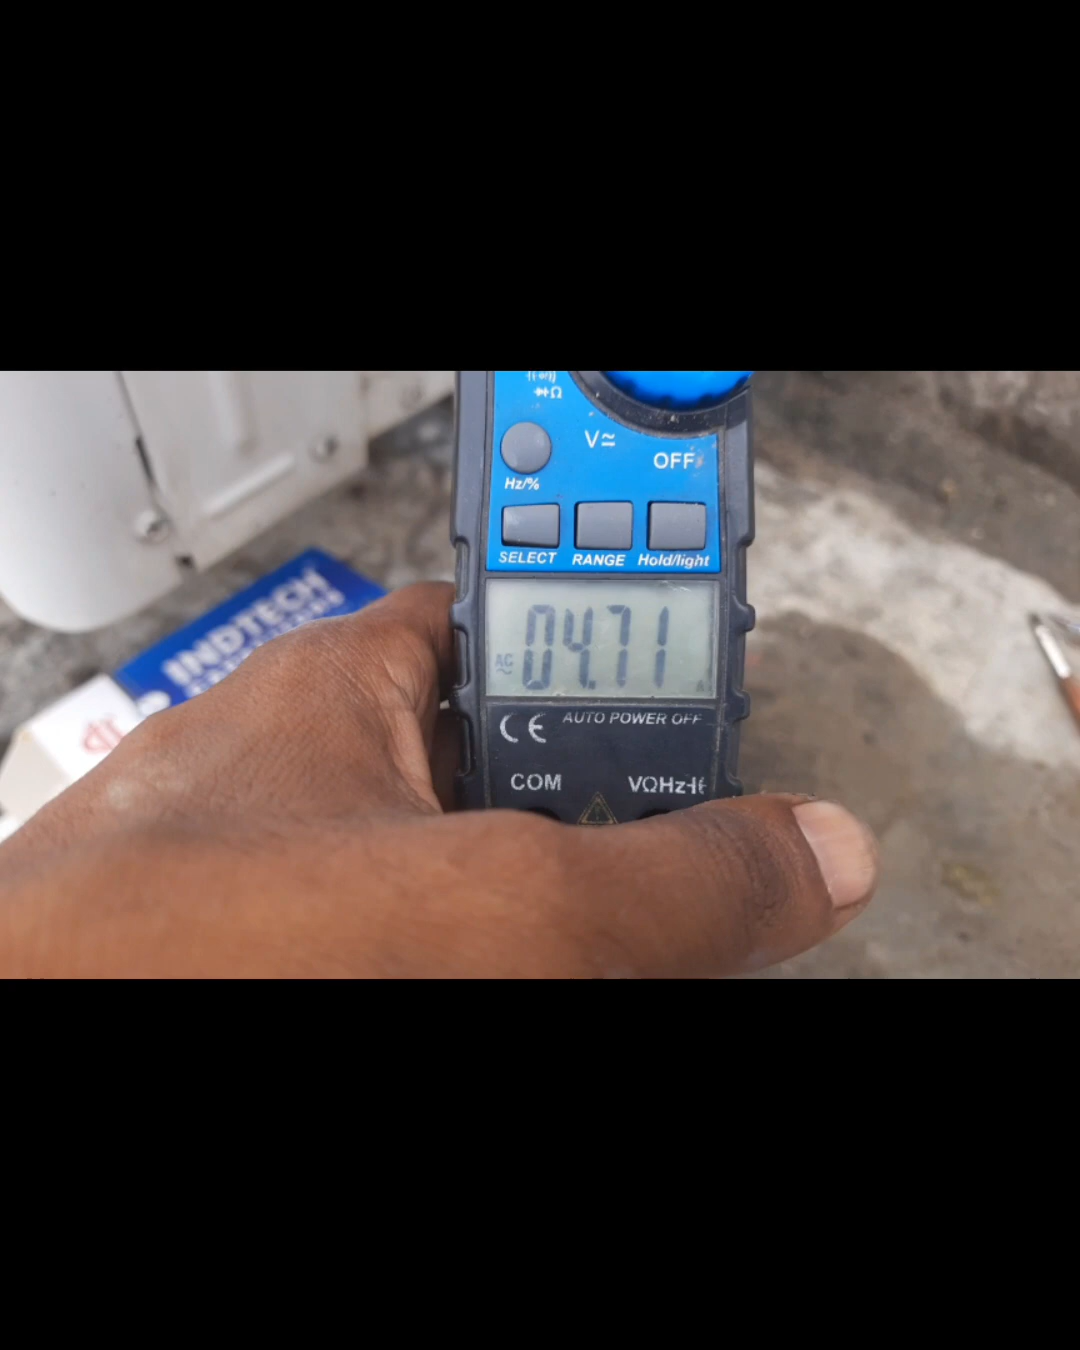 Ω
V≂
OFF
Hz/%
SELECT RANGE Hold/light
AC 04.71 A
CE AUTO POWER OFF
COM VΩHz
INDTECH